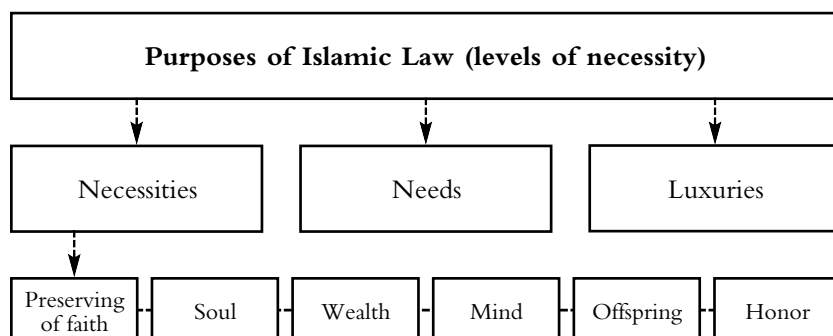 Purposes of Islamic Law (levels of necessity)
Necessities
Needs
Luxuries
Preserving
of faith
Soul
Wealth
Mind
Offspring
Honor